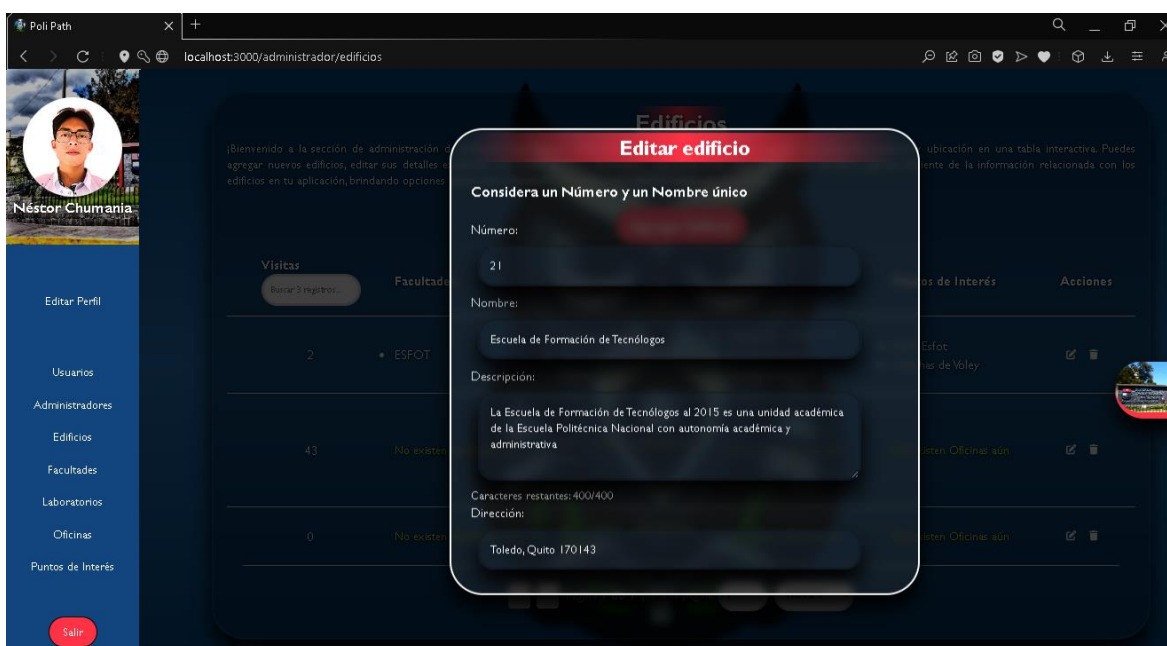 Poli Path
localhost:3000/administrador/edificios
Néstor Chumania
Editar Perfil
Usuarios
Administradores
Edificios
Facultades
Laboratorios
Oficinas
Puntos de Interés
Salir
Edificios
¡Bienvenido a la sección de administración
ubicación en una tabla interactiva. Puedes
agregar nuevos edificios, editar sus detalles
de la información relacionada con los
edificios en tu aplicación, brindando opciones
Visitas
Buscar 3 registros...
de Interés
Acciones
2
ESFOT
Esfot
de Voley
43
No existen
Oficinas aún
0
No existen
Oficinas aún
Editar edificio
Considera un Número y un Nombre único
Número:
21
Nombre:
Escuela de Formación de Tecnólogos
Descripción:
La Escuela de Formación de Tecnólogos al 2015 es una unidad académica
de la Escuela Politécnica Nacional con autonomía académica y
administrativa
Caracteres restantes: 400/400
Dirección:
Toledo, Quito 170143